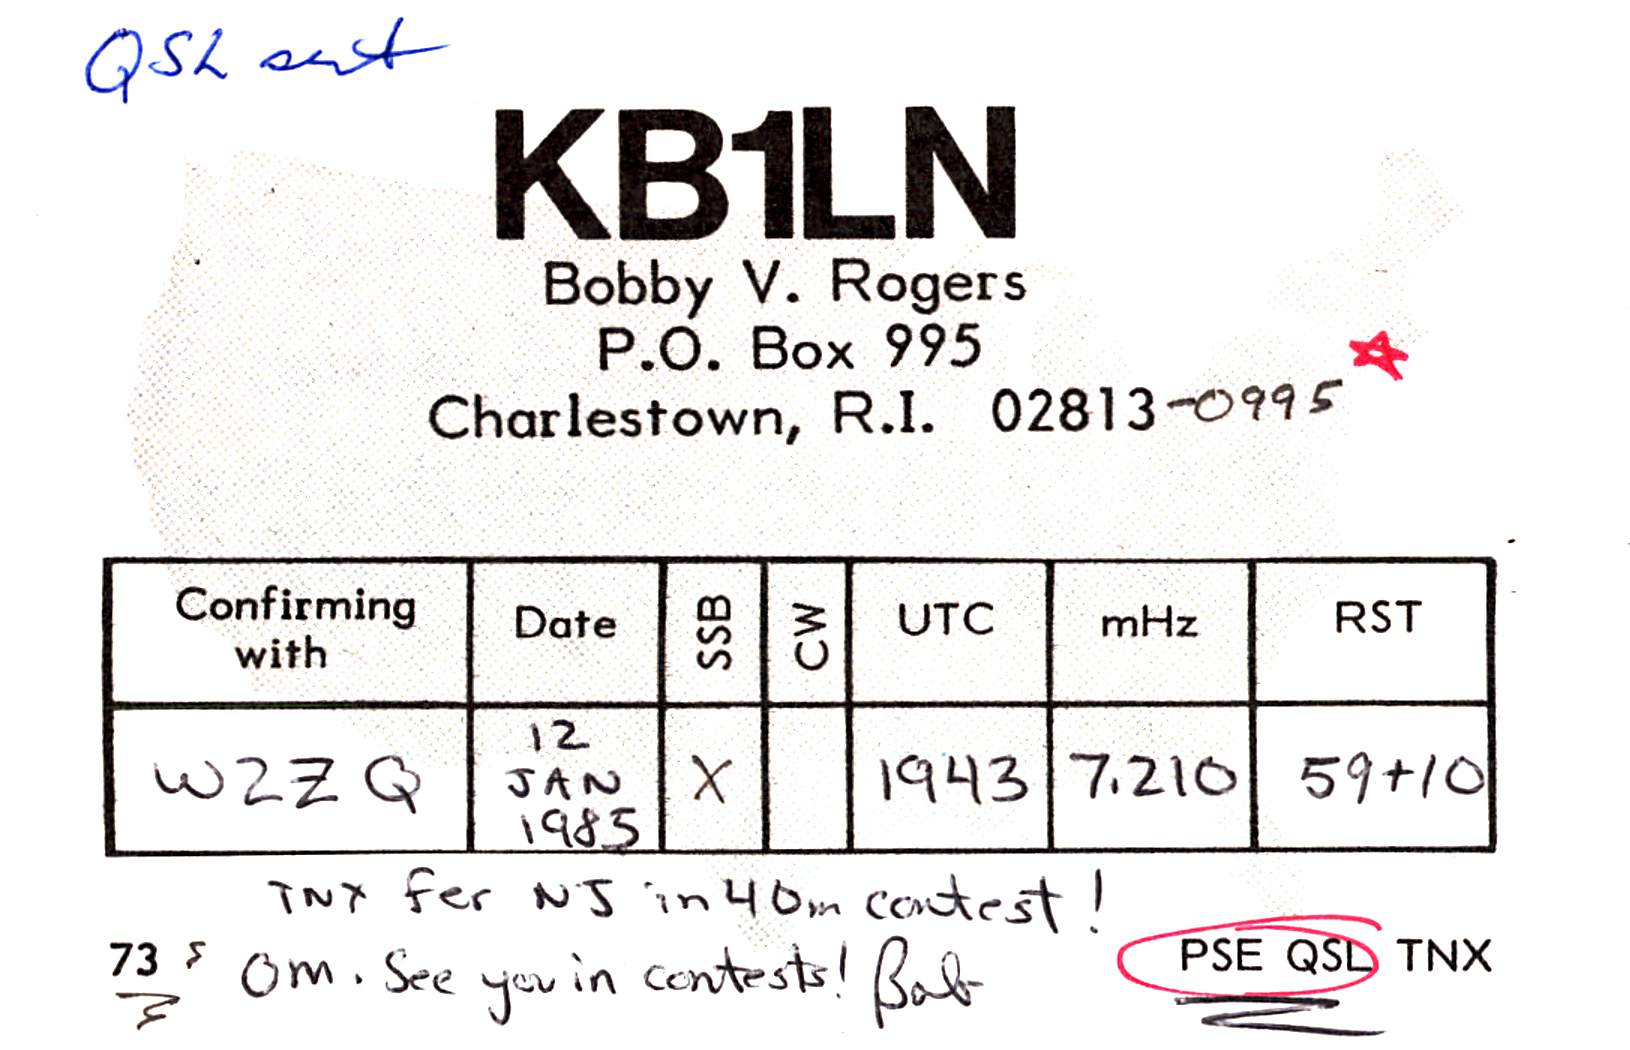 QSL sent
KB1LN
Bobby V. Rogers
P.O. Box 995
Charlestown, R.I. 02813-0995
Confirming with Date SSB CW UTC mHz RST
W2ZQ 12 JAN 1985 X 1943 7.210 59+10
TNX fer NJ in 40m contest!
73 s OM. See you in contests! Bob
PSE QSL TNX